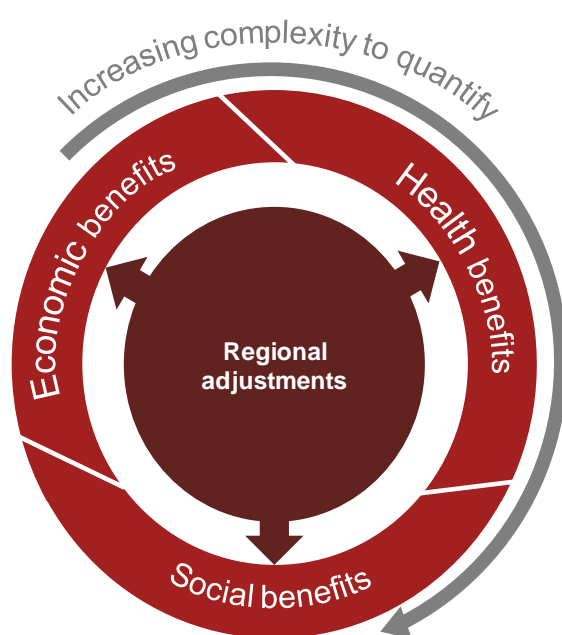 Increasing complexity to quantify
Economic benefits
Health benefits
Regional
adjustments
Social benefits